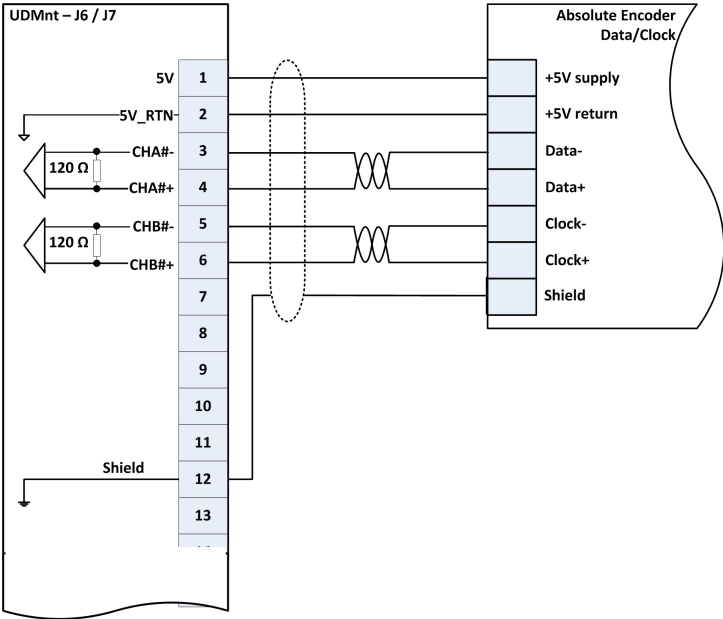 UDMnt – J6 / J7
Absolute Encoder
Data/Clock
5V 1 +5V supply
5V_RTN 2 +5V return
CHA#- 3 Data-
120 Ω
CHA#+ 4 Data+
CHB#- 5 Clock-
120 Ω
CHB#+ 6 Clock+
7 Shield
8
9
10
11
Shield 12
13